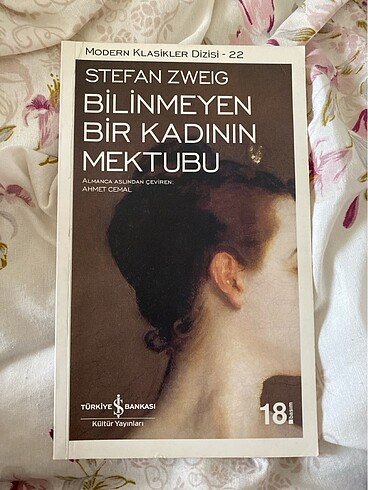 MODERN KLASİKLER DİZİSİ - 22
STEFAN ZWEIG
BİLİNMEYEN
BİR KADININ
MEKTUBU
ALMANCA ASLINDAN ÇEVİREN:
AHMET CEMAL
TÜRKİYE İŞ BANKASI
Kültür Yayınları
18.
basım